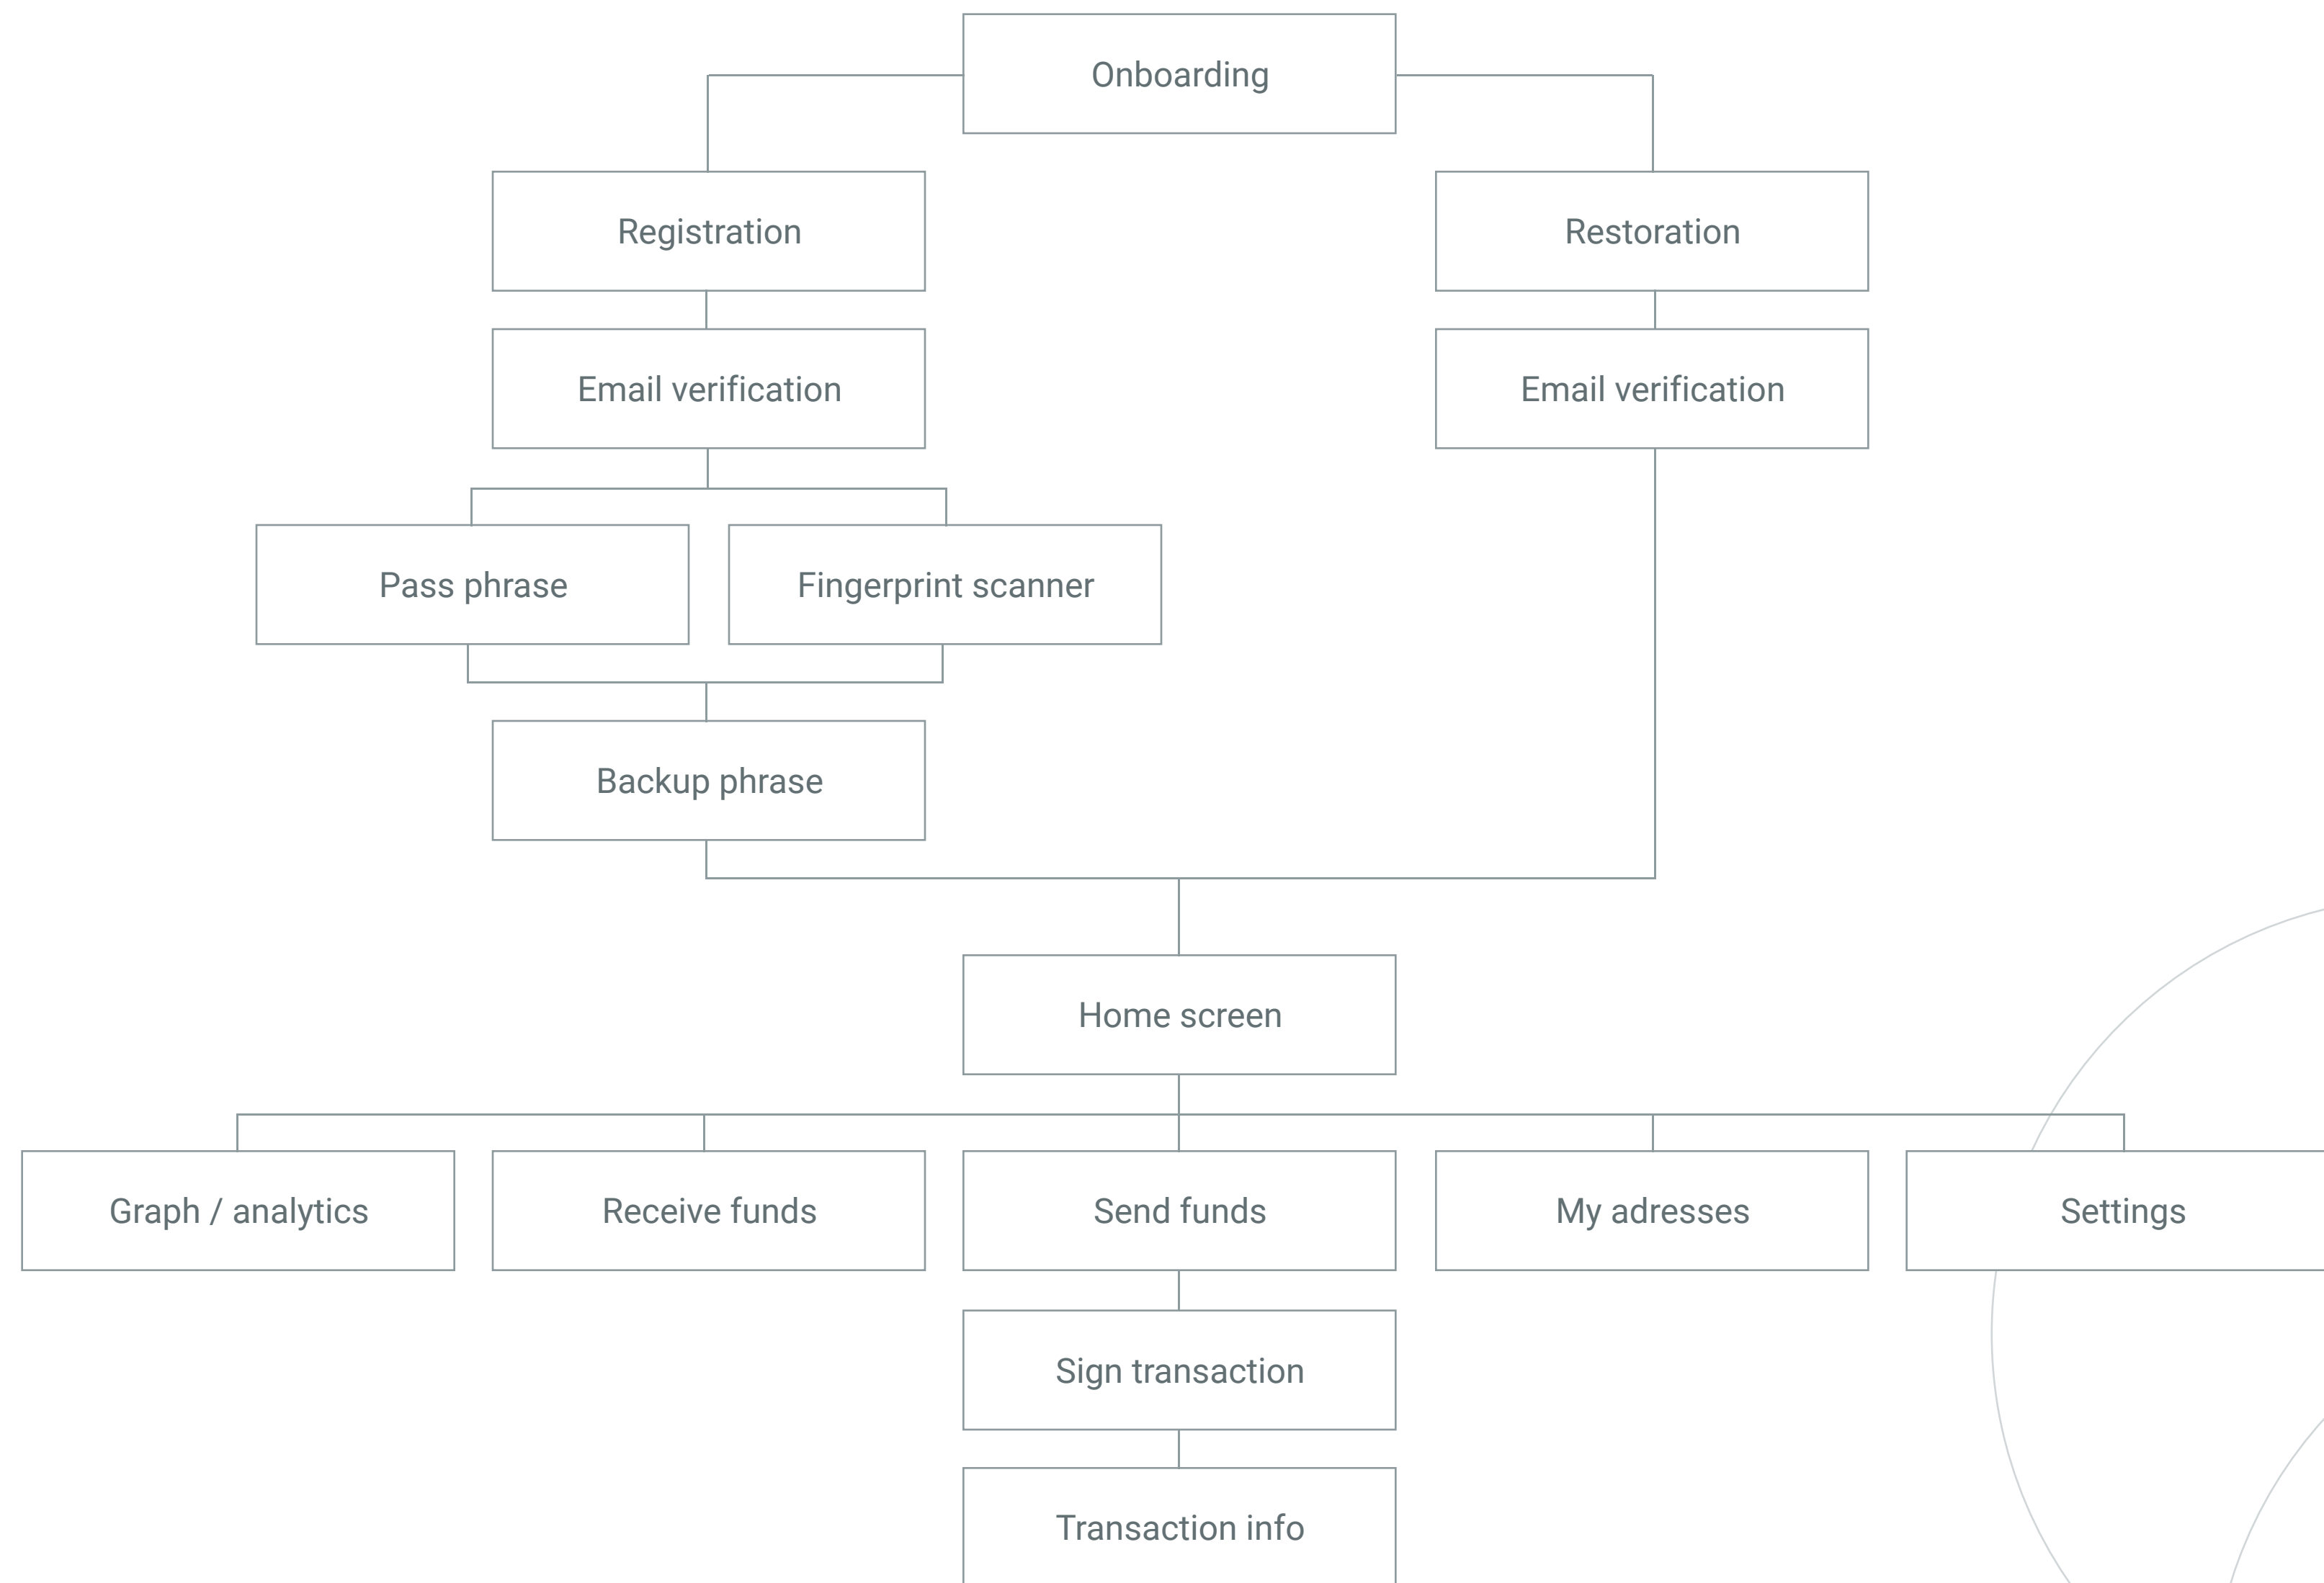 Onboarding
Registration
Restoration
Email verification
Email verification
Pass phrase
Fingerprint scanner
Backup phrase
Home screen
Graph / analytics
Receive funds
Send funds
My adresses
Settings
Sign transaction
Transaction info